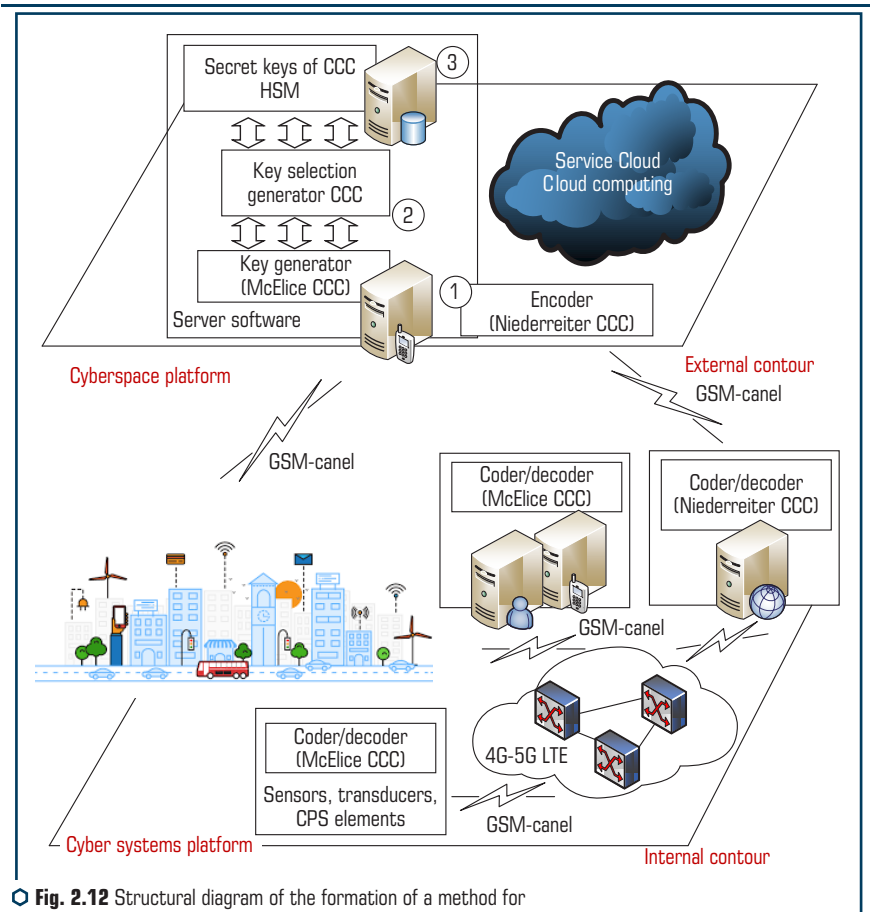 Secret keys of CCC
HSM
3
Key selection
generator CCC
2
Key generator
(McElice CCC)
1
Server software
Encoder
(Niederreiter CCC)
Service Cloud
Cloud computing
Cyberspace platform
External contour
GSM-canel
GSM-canel
Coder/decoder
(McElice CCC)
Coder/decoder
(Niederreiter CCC)
GSM-canel
4G-5G LTE
Coder/decoder
(McElice CCC)
Sensors, transducers,
CPS elements
GSM-canel
Cyber systems platform
Internal contour
Fig. 2.12 Structural diagram of the formation of a method for